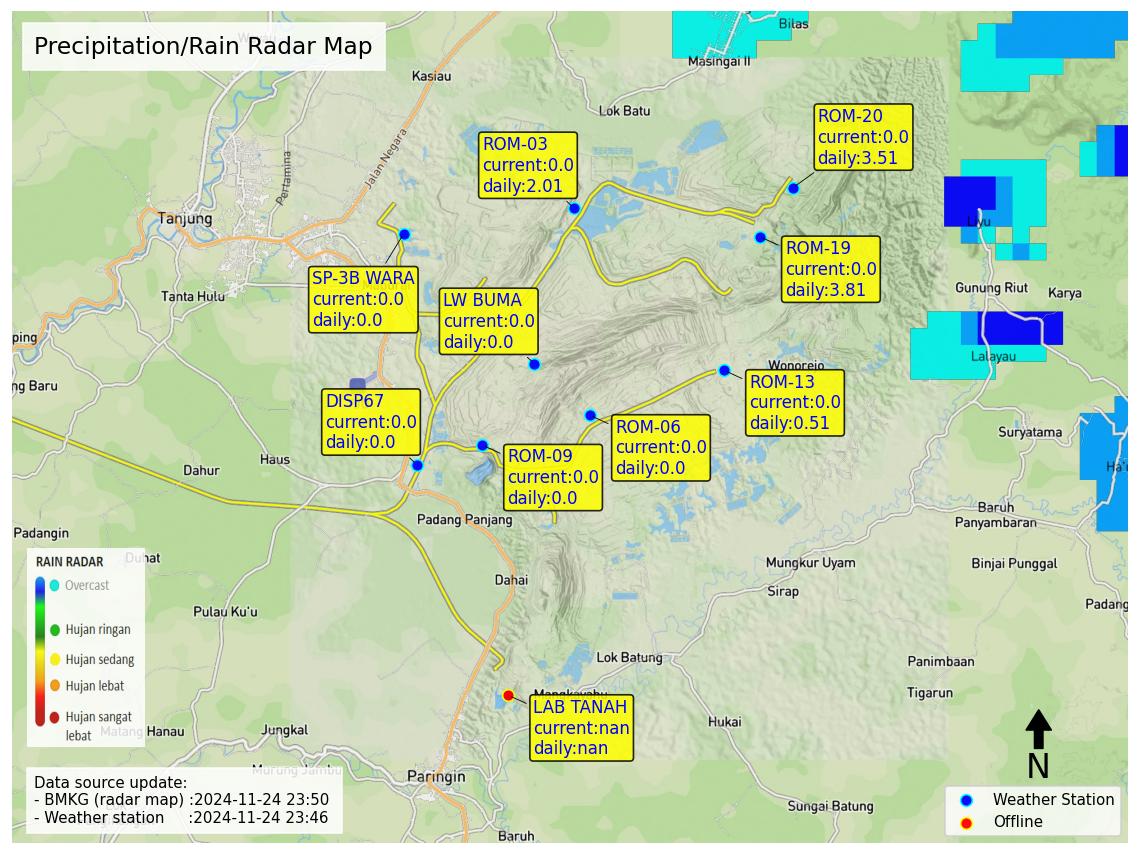 Precipitation/Rain Radar Map
Bilas
Masingai II
Kasiau
Lok Batu
Jalan Negara
Pertamina
Tanjung
Tanta Hulu
ROM-03
current:0.0
daily:2.01
ROM-20
current:0.0
daily:3.51
ROM-19
current:0.0
daily:3.81
SP-3B WARA
current:0.0
daily:0.0
LW BUMA
current:0.0
daily:0.0
Liyu
Gunung Riut
Karya
Lalayau
ping
ng Baru
Wonorejo
ROM-13
current:0.0
daily:0.51
DISP67
current:0.0
daily:0.0
ROM-06
current:0.0
daily:0.0
ROM-09
current:0.0
daily:0.0
Suryatama
Haus
Dahur
Baruh
Panyambaran
Padang Panjang
Padangin
Duhat
Mungkur Uyam
Binjai Punggal
Dahai
Sirap
Padang
Pulau Ku'u
Lok Batung
Panimbaan
Tigarun
Mangkayahu
LAB TANAH
current:nan
daily:nan
Hukai
Jungkal
Matang Hanau
Murung Jambu
Paringin
Sungai Batung
Baruh
RAIN RADAR
Overcast
Hujan ringan
Hujan sedang
Hujan lebat
Hujan sangat
lebat
Data source update:
- BMKG (radar map) :2024-11-24 23:50
- Weather station :2024-11-24 23:46
N
Weather Station
Offline